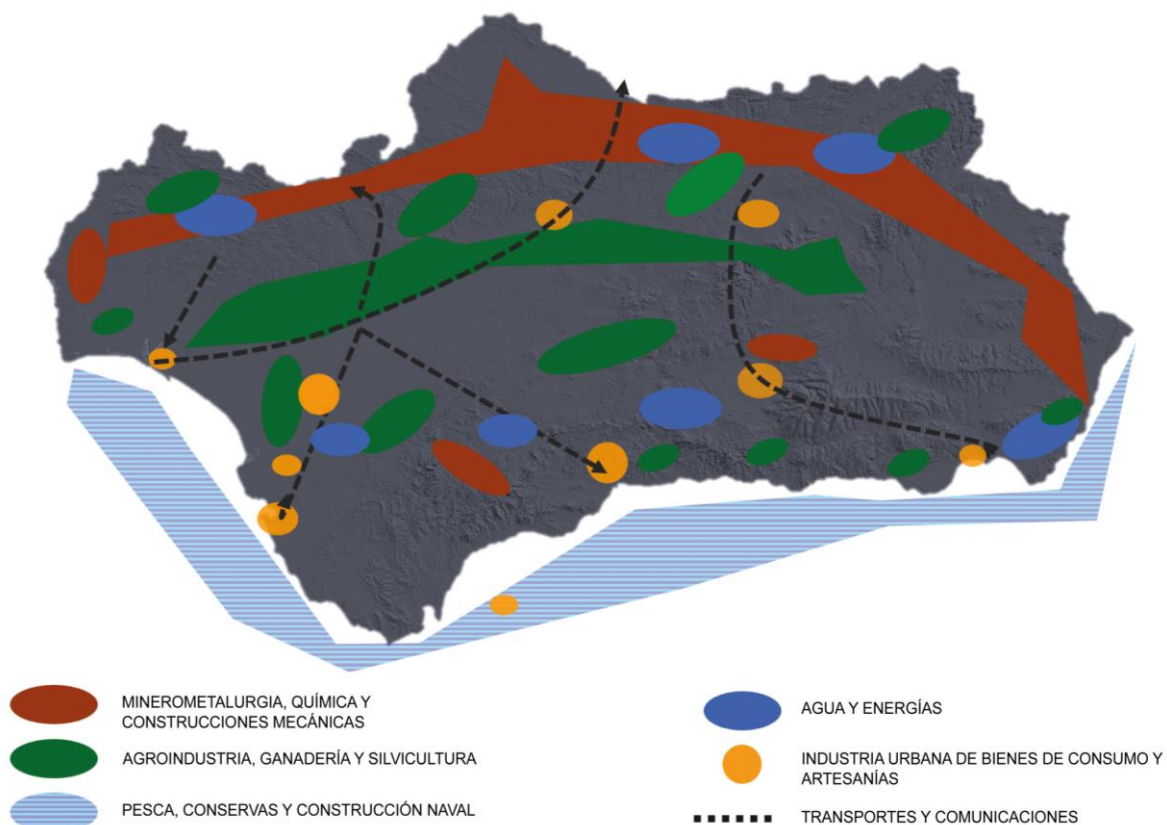 MINEROMETALURGIA, QUÍMICA Y
CONSTRUCCIONES MECÁNICAS
AGROINDUSTRIA, GANADERÍA Y SILVICULTURA
PESCA, CONSERVAS Y CONSTRUCCIÓN NAVAL
AGUA Y ENERGÍAS
INDUSTRIA URBANA DE BIENES DE CONSUMO Y
ARTESANÍAS
TRANSPORTES Y COMUNICACIONES